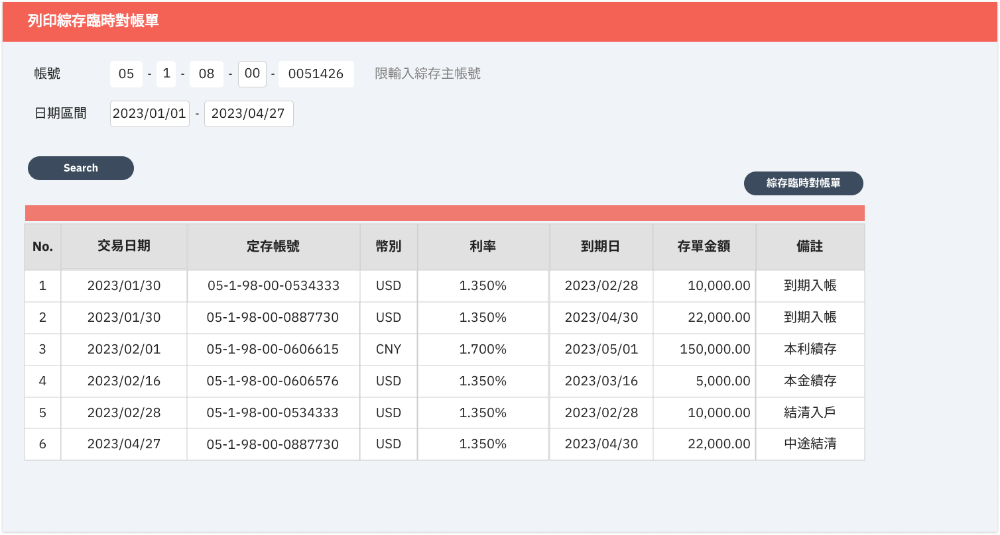 列印綜存臨時對帳單
帳號 05 - 1 - 08 - 00 - 0051426 限輸入綜存主帳號
日期區間 2023/01/01 - 2023/04/27
Search
綜存臨時對帳單
No. 交易日期 定存帳號 幣別 利率 到期日 存單金額 備註
1 2023/01/30 05-1-98-00-0534333 USD 1.350% 2023/02/28 10,000.00 到期入帳
2 2023/01/30 05-1-98-00-0887730 USD 1.350% 2023/04/30 22,000.00 到期入帳
3 2023/02/01 05-1-98-00-0606615 CNY 1.700% 2023/05/01 150,000.00 本利續存
4 2023/02/16 05-1-98-00-0606576 USD 1.350% 2023/03/16 5,000.00 本金續存
5 2023/02/28 05-1-98-00-0534333 USD 1.350% 2023/02/28 10,000.00 結清入戶
6 2023/04/27 05-1-98-00-0887730 USD 1.350% 2023/04/30 22,000.00 中途結清